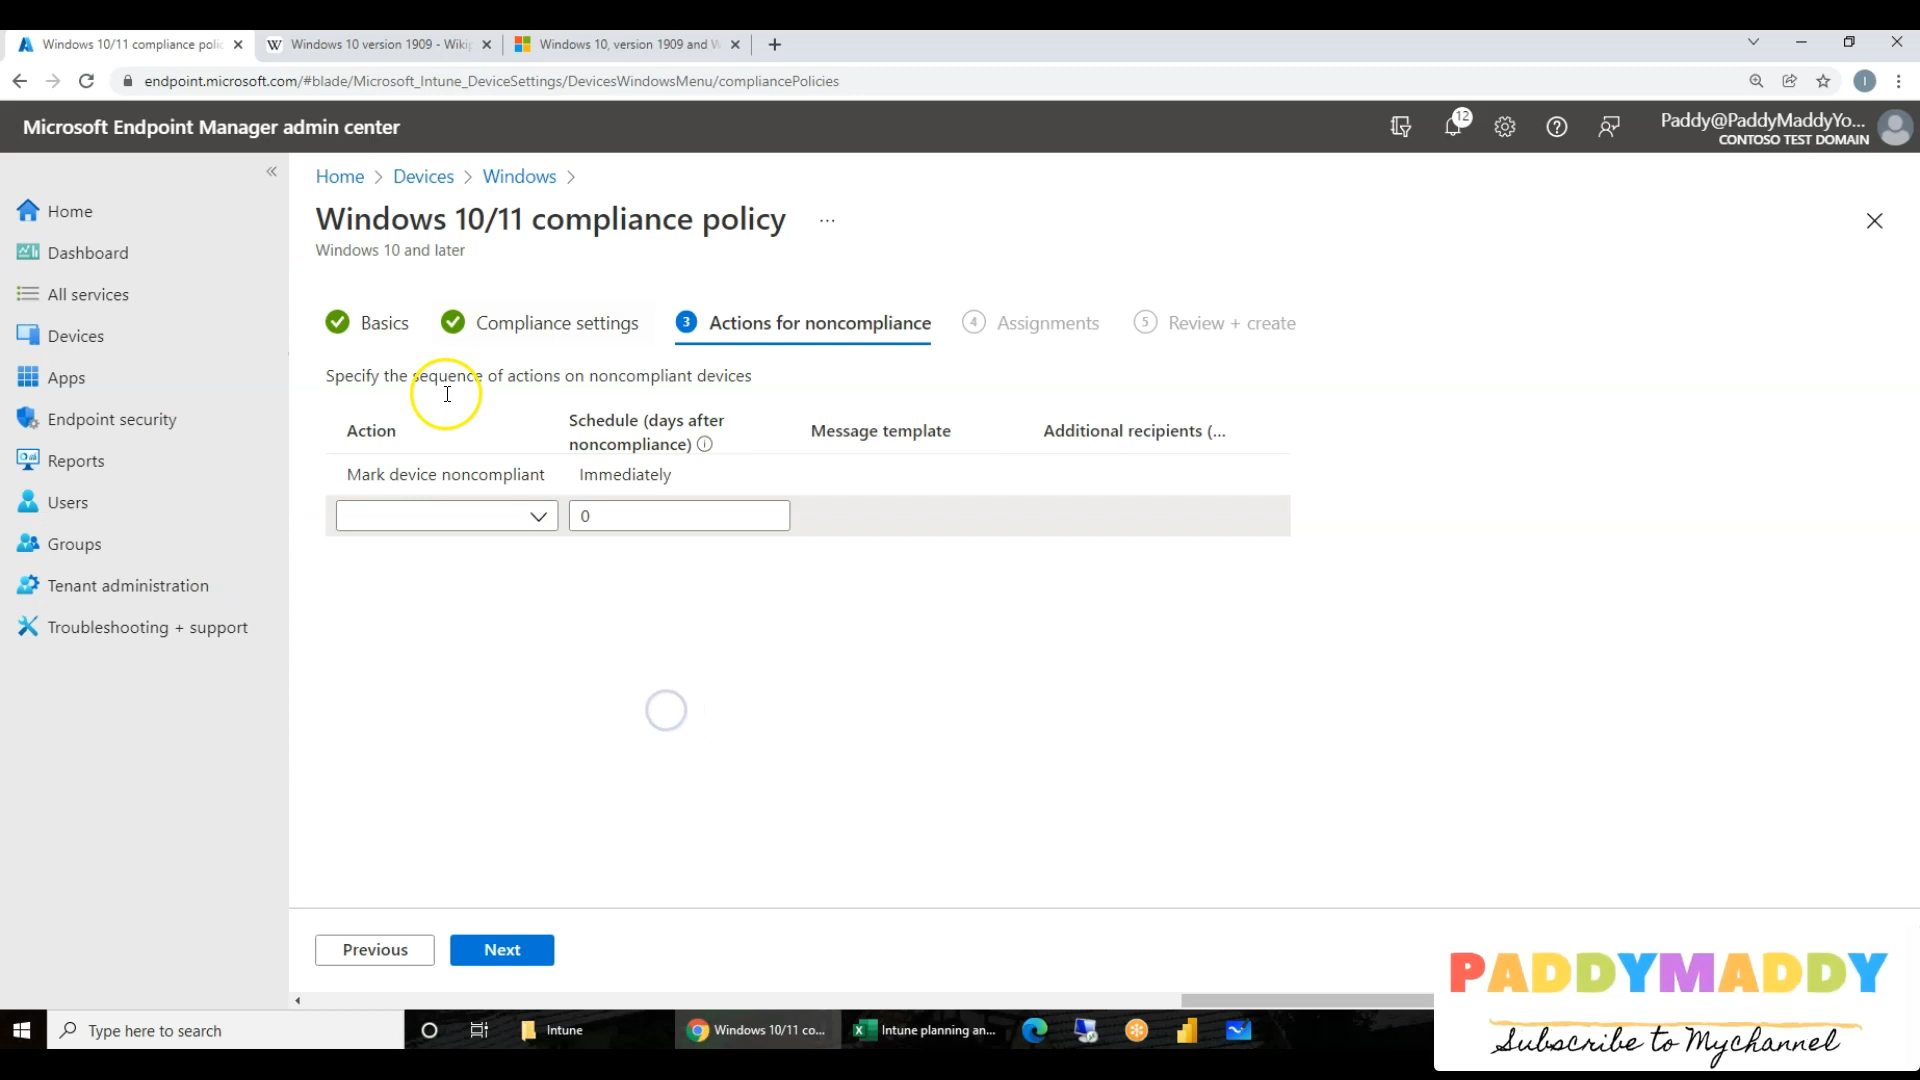 Windows 10/11 compliance polic
Windows 10 version 1909 - Wiki
Windows 10, version 1909 and W
endpoint.microsoft.com/#blade/Microsoft_Intune_DeviceSettings/DevicesWindowsMenu/compliancePolicies
I
Microsoft Endpoint Manager admin center
12
Paddy@PaddyMaddyYo...
CONTOSO TEST DOMAIN
Home
Dashboard
All services
Devices
Apps
Endpoint security
Reports
Users
Groups
Tenant administration
Troubleshooting + support
Home > Devices > Windows >
Windows 10/11 compliance policy ...
Windows 10 and later
Basics
Compliance settings
3 Actions for noncompliance
4 Assignments
5 Review + create
Specify the sequence of actions on noncompliant devices
Action
Schedule (days after
noncompliance)
Message template
Additional recipients (...
Mark device noncompliant
Immediately
0
Previous
Next
PADDYMADDY
Subscribe to Mychannel
Type here to search
Intune
Windows 10/11 co...
Intune planning an...